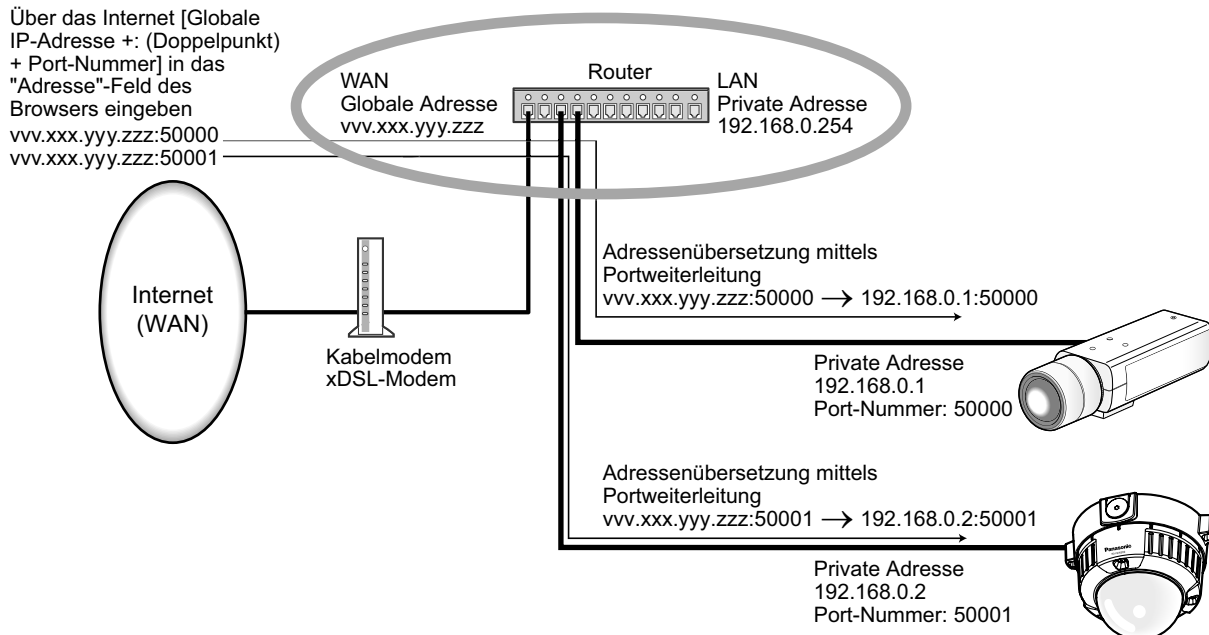 Über das Internet [Globale
IP-Adresse +: (Doppelpunkt)
+ Port-Nummer] in das
"Adresse"-Feld des
Browsers eingeben
vvv.xxx.yyy.zzz:50000
vvv.xxx.yyy.zzz:50001
WAN
Globale Adresse
vvv.xxx.yyy.zzz
Router
LAN
Private Adresse
192.168.0.254
Internet
(WAN)
Kabelmodem
xDSL-Modem
Adressenübersetzung mittels
Portweiterleitung
vvv.xxx.yyy.zzz:50000 → 192.168.0.1:50000
Private Adresse
192.168.0.1
Port-Nummer: 50000
Adressenübersetzung mittels
Portweiterleitung
vvv.xxx.yyy.zzz:50001 → 192.168.0.2:50001
Private Adresse
192.168.0.2
Port-Nummer: 50001
Panasonic